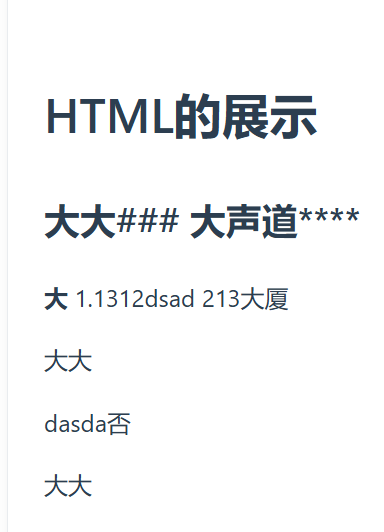 HTML的展示
大大### 大声道****
大 1.1312dsad 213大厦
大大
dasda否
大大